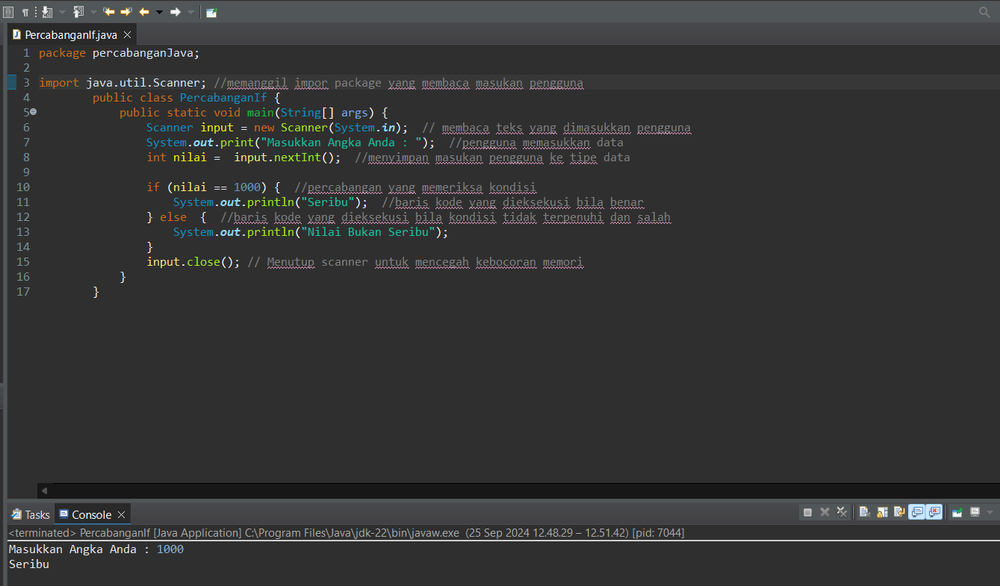 PercabanganIf.java
1 package percabanganJava;
2
3 import java.util.Scanner; //memanggil impor package yang membaca masukan pengguna
4 public class PercabanganIf {
5 public static void main(String[] args) {
6 Scanner input = new Scanner(System.in);  // membaca teks yang dimasukkan pengguna
7 System.out.print("Masukkan Angka Anda : ");  //pengguna memasukkan data
8 int nilai =  input.nextInt();  //menyimpan masukan pengguna ke tipe data
9
10 if (nilai == 1000) {  //percabangan yang memeriksa kondisi
11 System.out.println("Seribu");  //baris kode yang dieksekusi bila benar
12 } else  {  //baris kode yang dieksekusi bila kondisi tidak terpenuhi dan salah
13 System.out.println("Nilai Bukan Seribu");
14 }
15 input.close(); // Menutup scanner untuk mencegah kebocoran memori
16 }
17 }
Tasks Console
<terminated> PercabanganIf [Java Application] C:\Program Files\Java\jdk-22\bin\javaw.exe  (25 Sep 2024 12.48.29 – 12.51.42) [pid: 7044]
Masukkan Angka Anda : 1000
Seribu